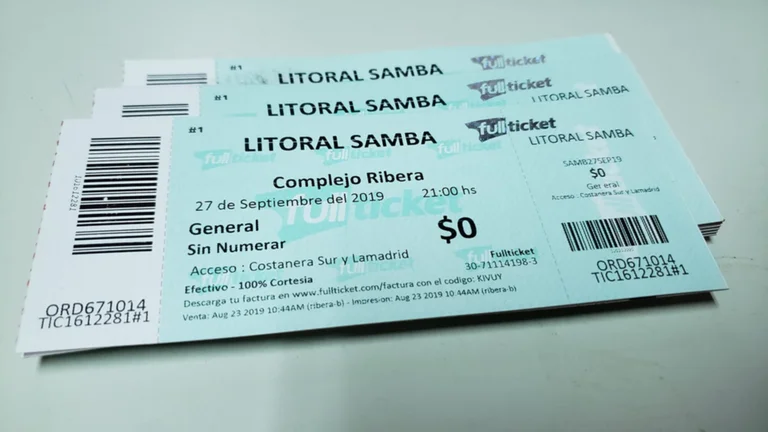 #1
LITORAL SAMBA
fullticket
#1
LITORAL SAMBA
fullticket
LITORAL SAMBA
#1
LITORAL SAMBA
fullticket
LITORAL SAMBA
Complejo Ribera
27 de Septiembre del 2019 21:00 hs
General
Sin Numerar
$0
Acceso : Costanera Sur y Lamadrid
Fullticket
30-71114198-3
Efectivo - 100% Cortesia
Descarga tu factura en www.fullticket.com/factura con el codigo: KIVUY
Venta: Aug 23 2019 10:44AM (ribera-b) - Impresion: Aug 23 2019 10:44AM (ribera-b)
SAMB27SEP19
$0
General
Acceso : Costanera Sur y Lamadrid
ORD671014
TIC1612281#1
ORD671014
TIC1612281#1
fullticket